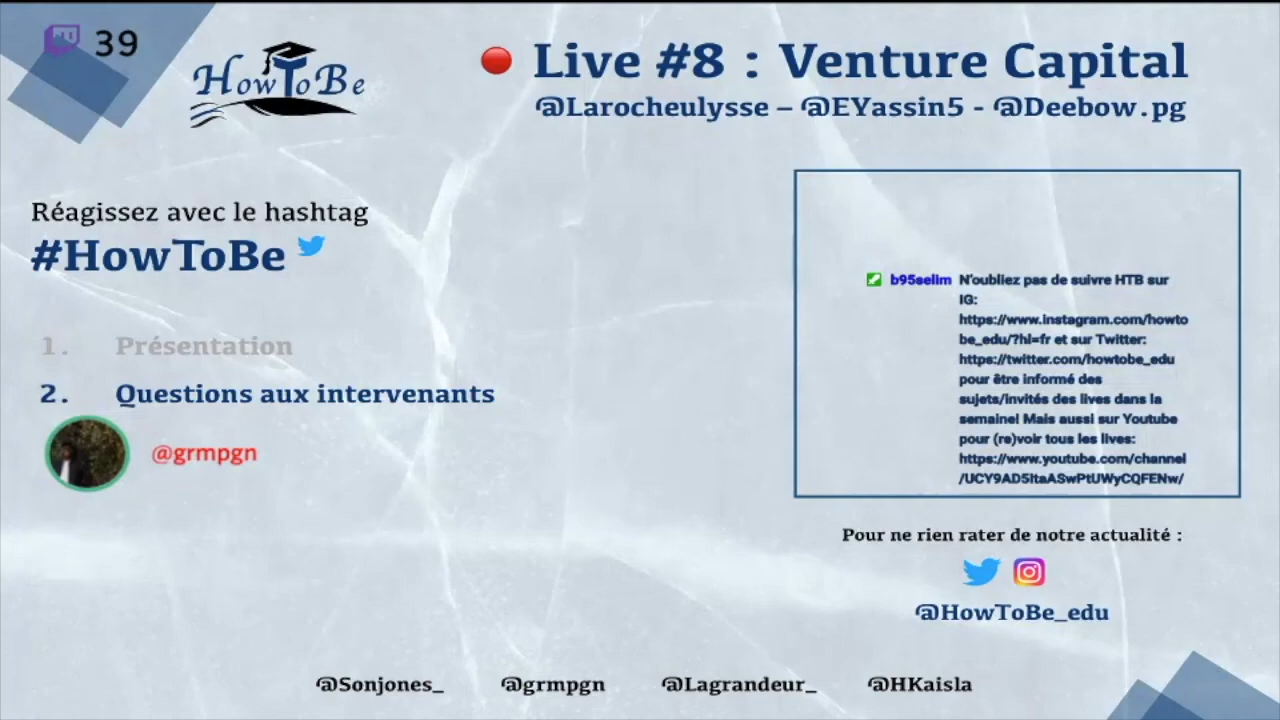 39
HowToBe
Live #8 : Venture Capital
@Larocheulysse – @EYassin5 - @Deebow.pg
Réagissez avec le hashtag
#HowToBe
1. Présentation
2. Questions aux intervenants
@grmpgn
b95selim N'oubliez pas de suivre HTB sur
IG:
https://www.instagram.com/howto
be_edu/?hl=fr et sur Twitter:
https://twitter.com/howtobe_edu
pour être informé des
sujets/invités des lives dans la
semaine! Mais aussi sur Youtube
pour (re)voir tous les lives:
https://www.youtube.com/channel
/UCY9AD5ItaASwPtUWyCQFENw/
Pour ne rien rater de notre actualité :
@HowToBe_edu
@Sonjones_ @grmpgn @Lagrandeur_ @HKaisla